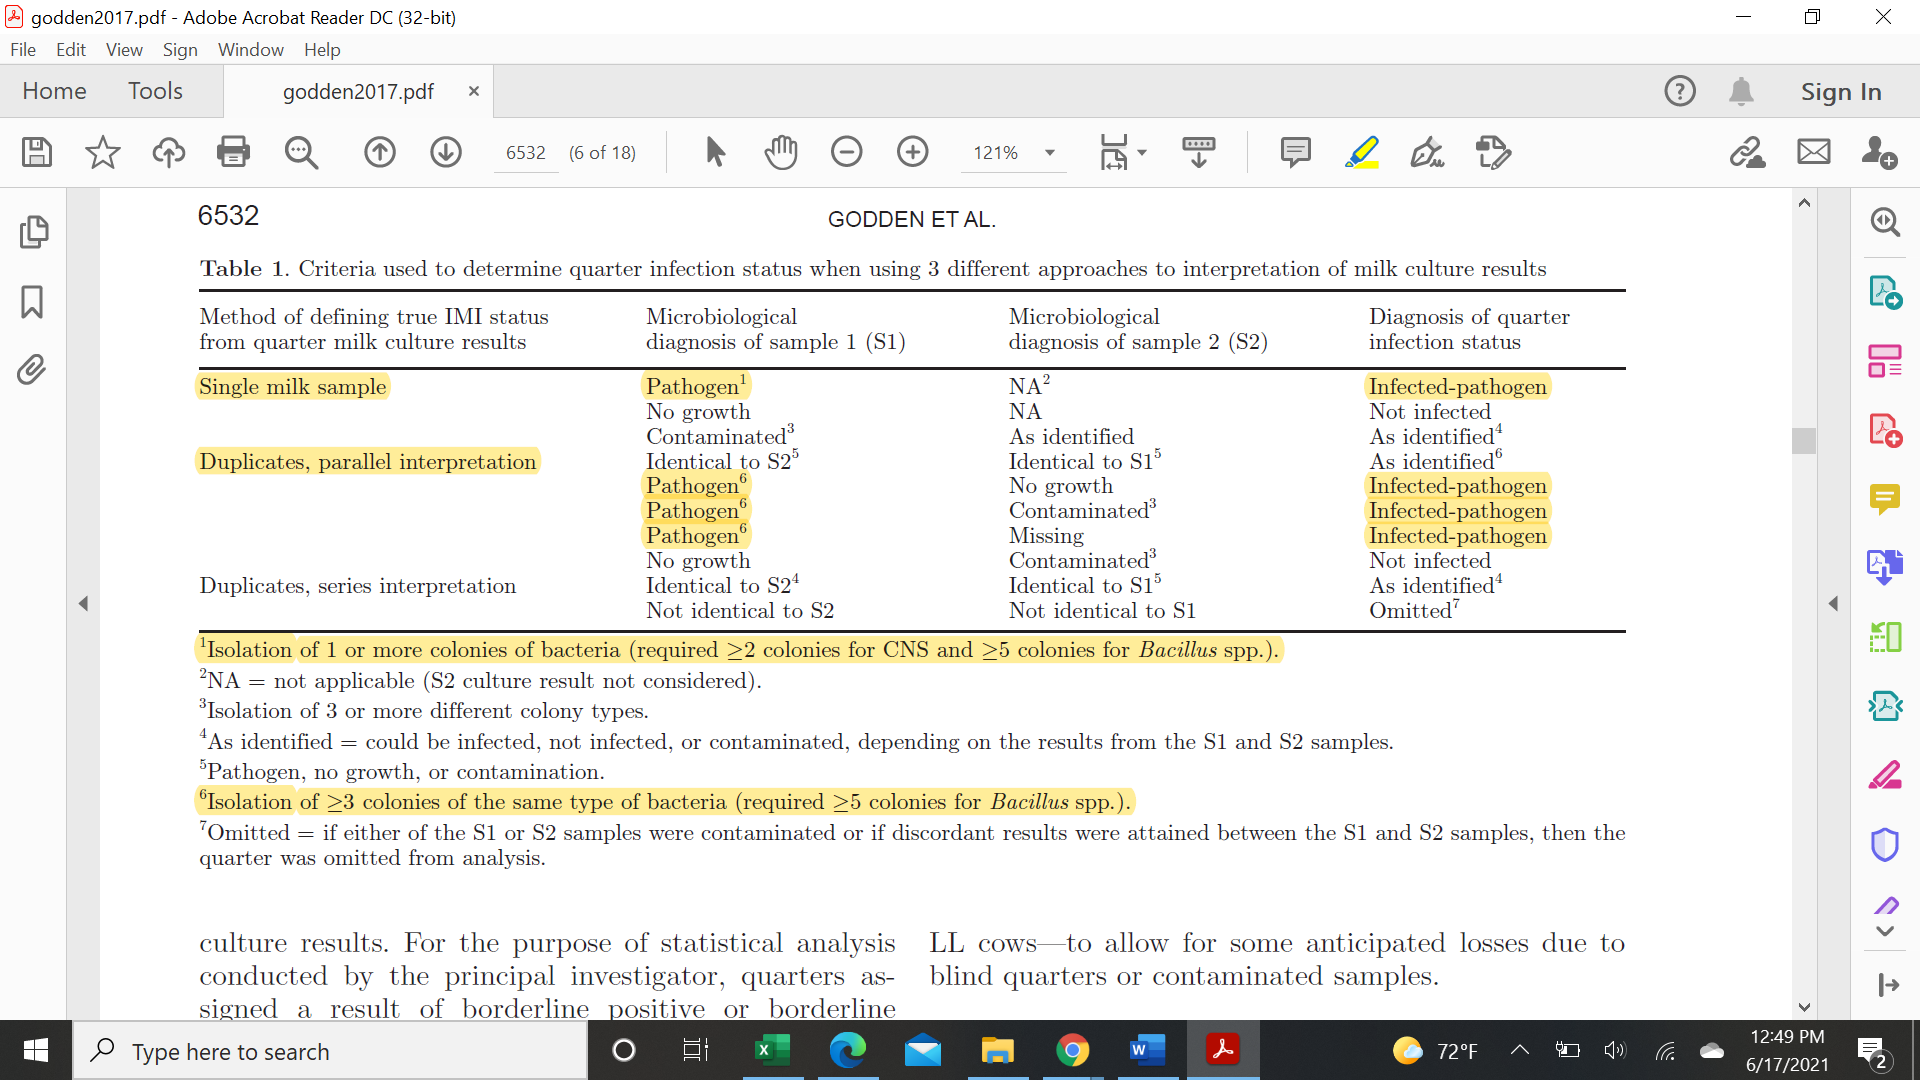 godden2017.pdf - Adobe Acrobat Reader DC (32-bit)
File Edit View Sign Window Help
Home Tools godden2017.pdf × Sign In
6532 (6 of 18) 121%
6532 GODDEN ET AL.
Table 1. Criteria used to determine quarter infection status when using 3 different approaches to interpretation of milk culture results
Method of defining true IMI status Microbiological Microbiological Diagnosis of quarter
from quarter milk culture results diagnosis of sample 1 (S1) diagnosis of sample 2 (S2) infection status
Single milk sample Pathogen¹ NA² Infected-pathogen
No growth NA Not infected
Contaminated³ As identified As identified⁴
Duplicates, parallel interpretation Identical to S2⁵ Identical to S1⁵ As identified⁶
Pathogen⁶ No growth Infected-pathogen
Pathogen⁶ Contaminated³ Infected-pathogen
Pathogen⁶ Missing Infected-pathogen
No growth Contaminated³ Not infected
Duplicates, series interpretation Identical to S2⁴ Identical to S1⁵ As identified⁴
Not identical to S2 Not identical to S1 Omitted⁷
¹Isolation of 1 or more colonies of bacteria (required ≥2 colonies for CNS and ≥5 colonies for Bacillus spp.).
²NA = not applicable (S2 culture result not considered).
³Isolation of 3 or more different colony types.
⁴As identified = could be infected, not infected, or contaminated, depending on the results from the S1 and S2 samples.
⁵Pathogen, no growth, or contamination.
⁶Isolation of ≥3 colonies of the same type of bacteria (required ≥5 colonies for Bacillus spp.).
⁷Omitted = if either of the S1 or S2 samples were contaminated or if discordant results were attained between the S1 and S2 samples, then the
quarter was omitted from analysis.
culture results. For the purpose of statistical analysis
conducted by the principal investigator, quarters as-
signed a result of borderline positive or borderline
LL cows—to allow for some anticipated losses due to
blind quarters or contaminated samples.
Type here to search
72°F
12:49 PM
6/17/2021
2